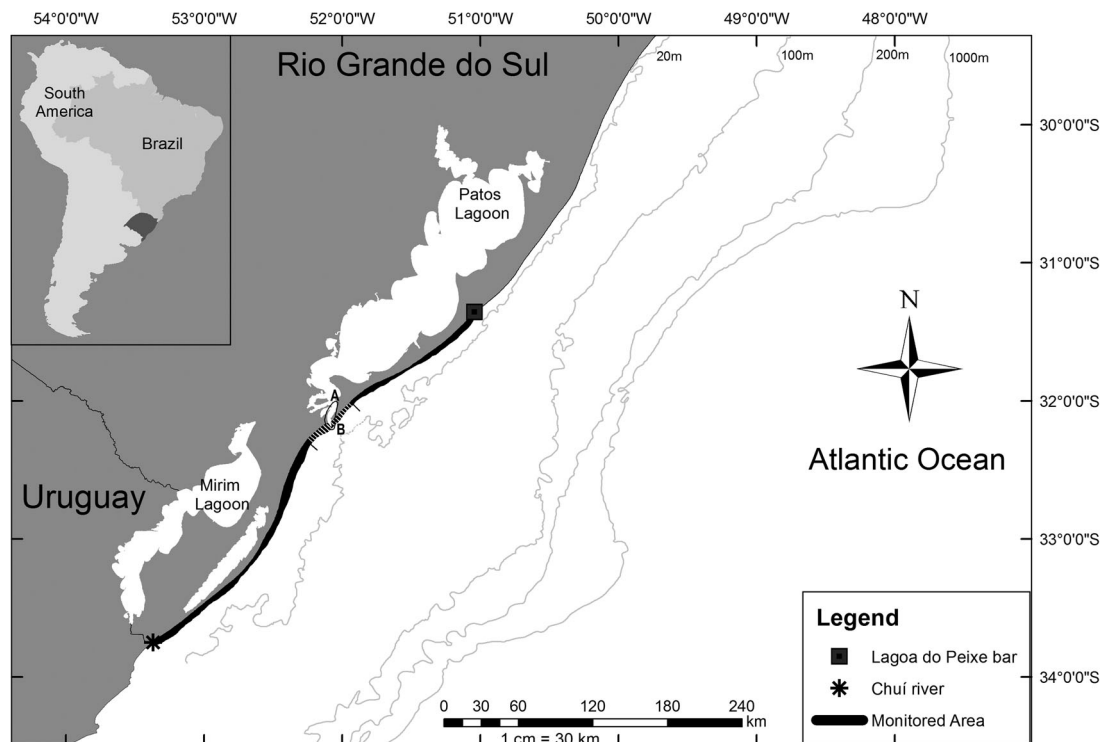 54°0'0"W 53°0'0"W 52°0'0"W 51°0'0"W 50°0'0"W 49°0'0"W 48°0'0"W
Rio Grande do Sul
20m 100m 200m 1000m
South
America
Brazil
30°0'0"S
Patos
Lagoon
31°0'0"S
N
A
B
32°0'0"S
Atlantic Ocean
Uruguay
Mirim
Lagoon
33°0'0"S
Legend
Lagoa do Peixe bar
Chuí river
Monitored Area
34°0'0"S
0 30 60 120 180 240
km
1 cm = 30 km